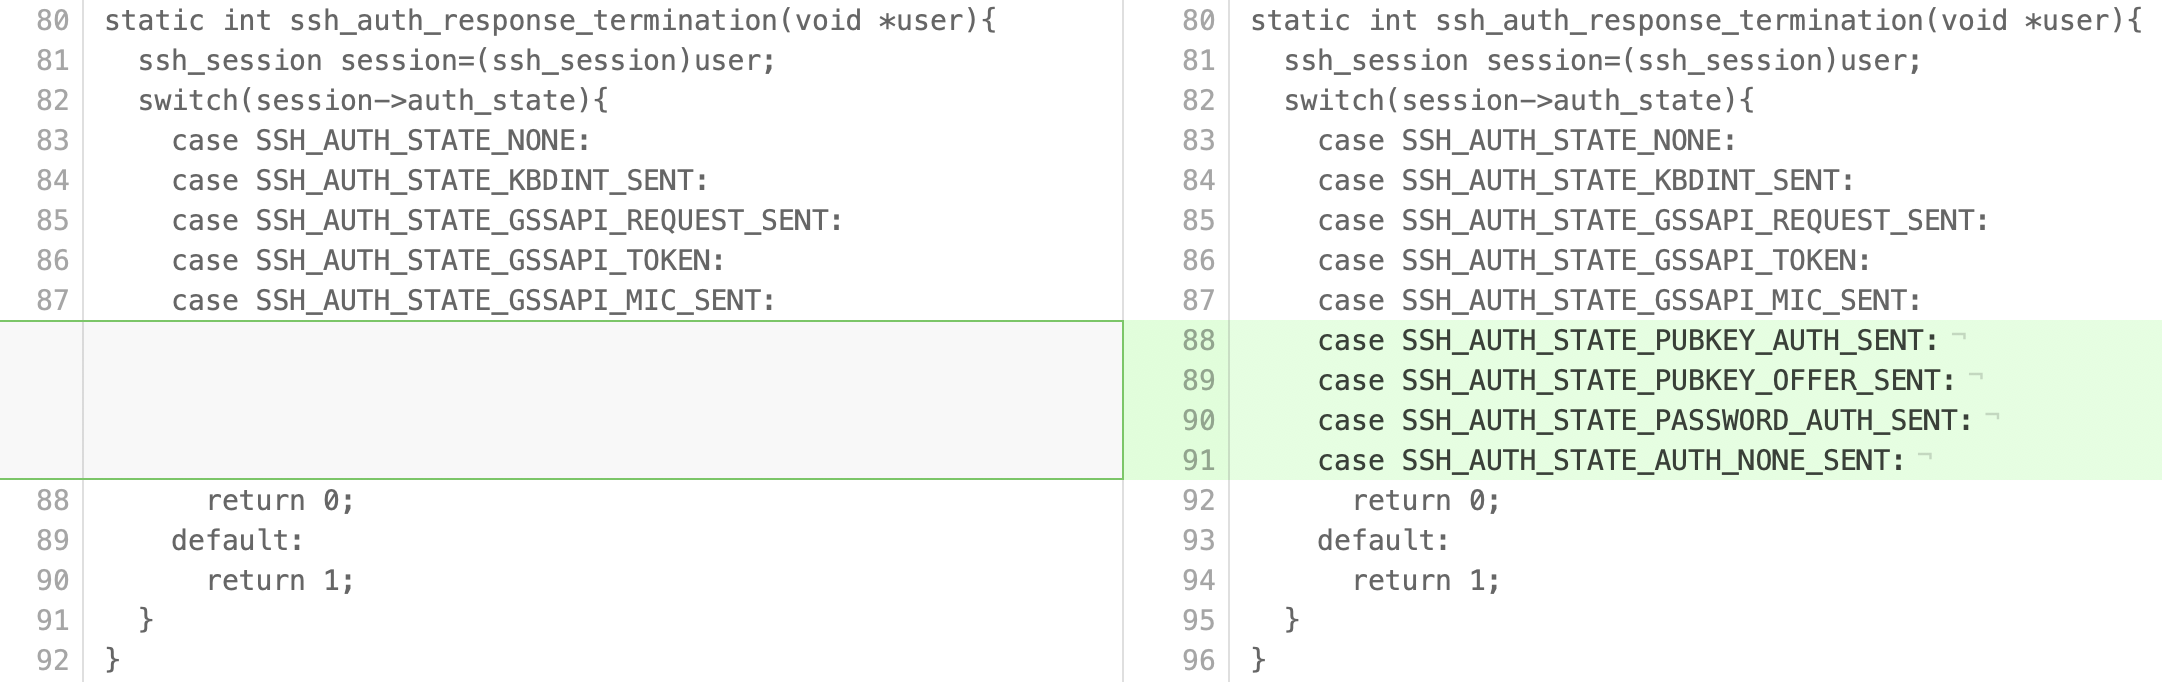 80 static int ssh_auth_response_termination(void *user){
81   ssh_session session=(ssh_session)user;
82   switch(session->auth_state){
83     case SSH_AUTH_STATE_NONE:
84     case SSH_AUTH_STATE_KBDINT_SENT:
85     case SSH_AUTH_STATE_GSSAPI_REQUEST_SENT:
86     case SSH_AUTH_STATE_GSSAPI_TOKEN:
87     case SSH_AUTH_STATE_GSSAPI_MIC_SENT:
88       return 0;
89     default:
90       return 1;
91   }
92 }
80 static int ssh_auth_response_termination(void *user){
81   ssh_session session=(ssh_session)user;
82   switch(session->auth_state){
83     case SSH_AUTH_STATE_NONE:
84     case SSH_AUTH_STATE_KBDINT_SENT:
85     case SSH_AUTH_STATE_GSSAPI_REQUEST_SENT:
86     case SSH_AUTH_STATE_GSSAPI_TOKEN:
87     case SSH_AUTH_STATE_GSSAPI_MIC_SENT:
88     case SSH_AUTH_STATE_PUBKEY_AUTH_SENT: ¬
89     case SSH_AUTH_STATE_PUBKEY_OFFER_SENT: ¬
90     case SSH_AUTH_STATE_PASSWORD_AUTH_SENT: ¬
91     case SSH_AUTH_STATE_AUTH_NONE_SENT: ¬
92       return 0;
93     default:
94       return 1;
95   }
96 }